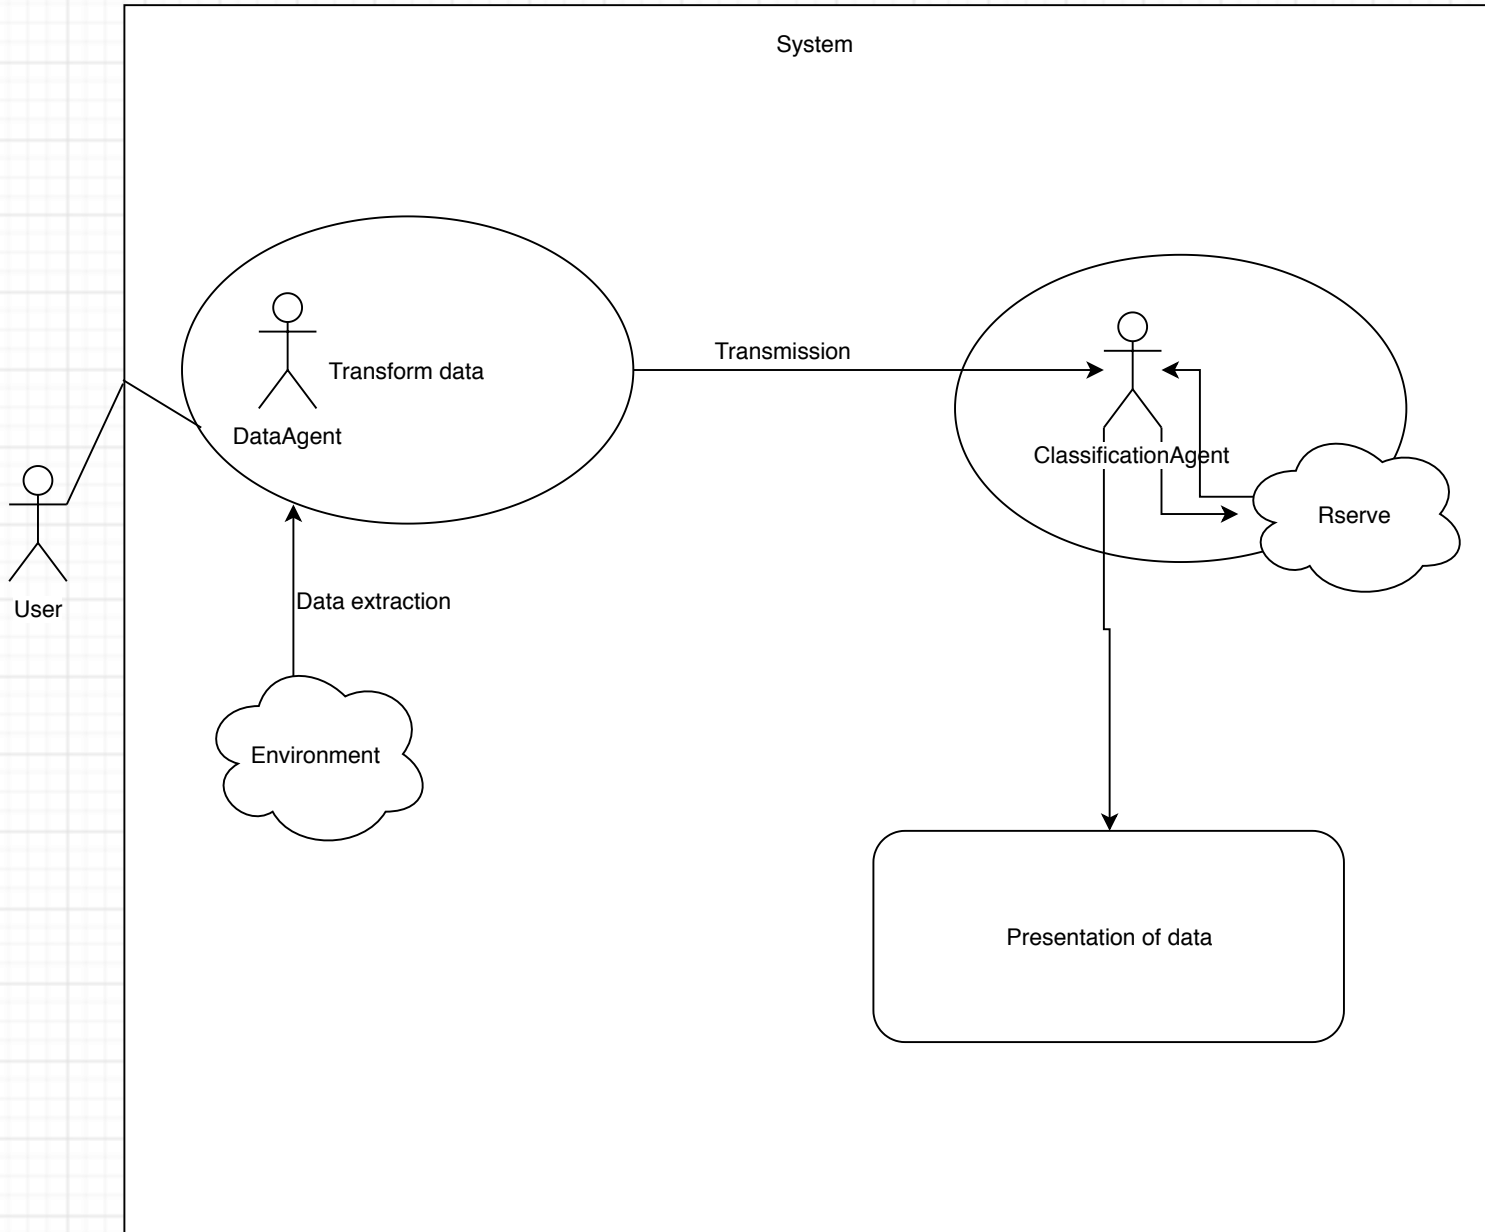 System
Transmission
Transform data
DataAgent
ClassificationAgent
Rserve
User
Data extraction
Environment
Presentation of data